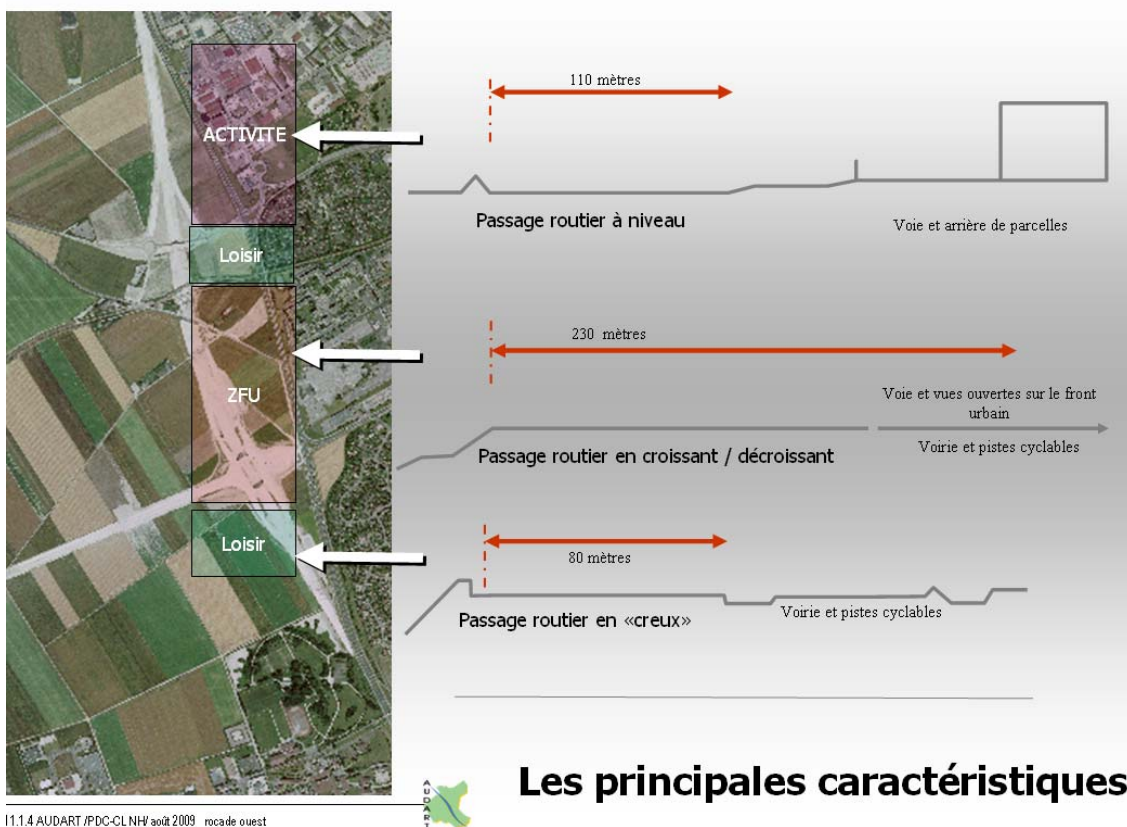 ACTIVITE
Loisir
ZFU
Loisir
110 mètres
Passage routier à niveau
Voie et arrière de parcelles
230 mètres
Voie et vues ouvertes sur le front
urbain
Passage routier en croissant / décroissant
Voirie et pistes cyclables
80 mètres
Passage routier en «creux»
Voirie et pistes cyclables
Les principales caractéristiques
AUDART
11.1.4 AUDART /PDC-CL NH/ août 2009 rocade ouest